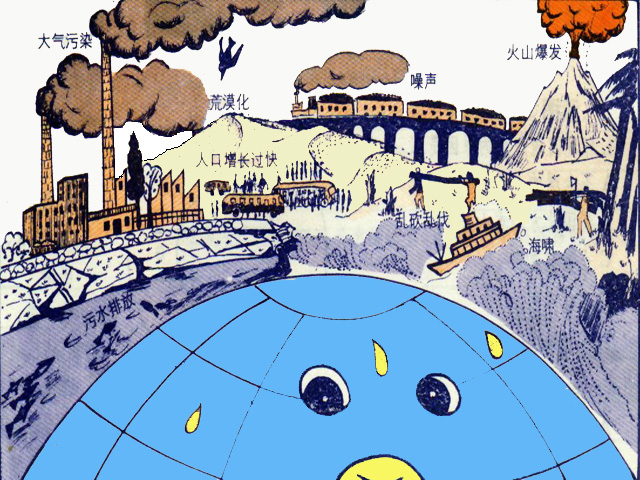 大气污染
火山爆发
噪声
荒漠化
人口增长过快
乱砍乱伐
海啸
污水排放